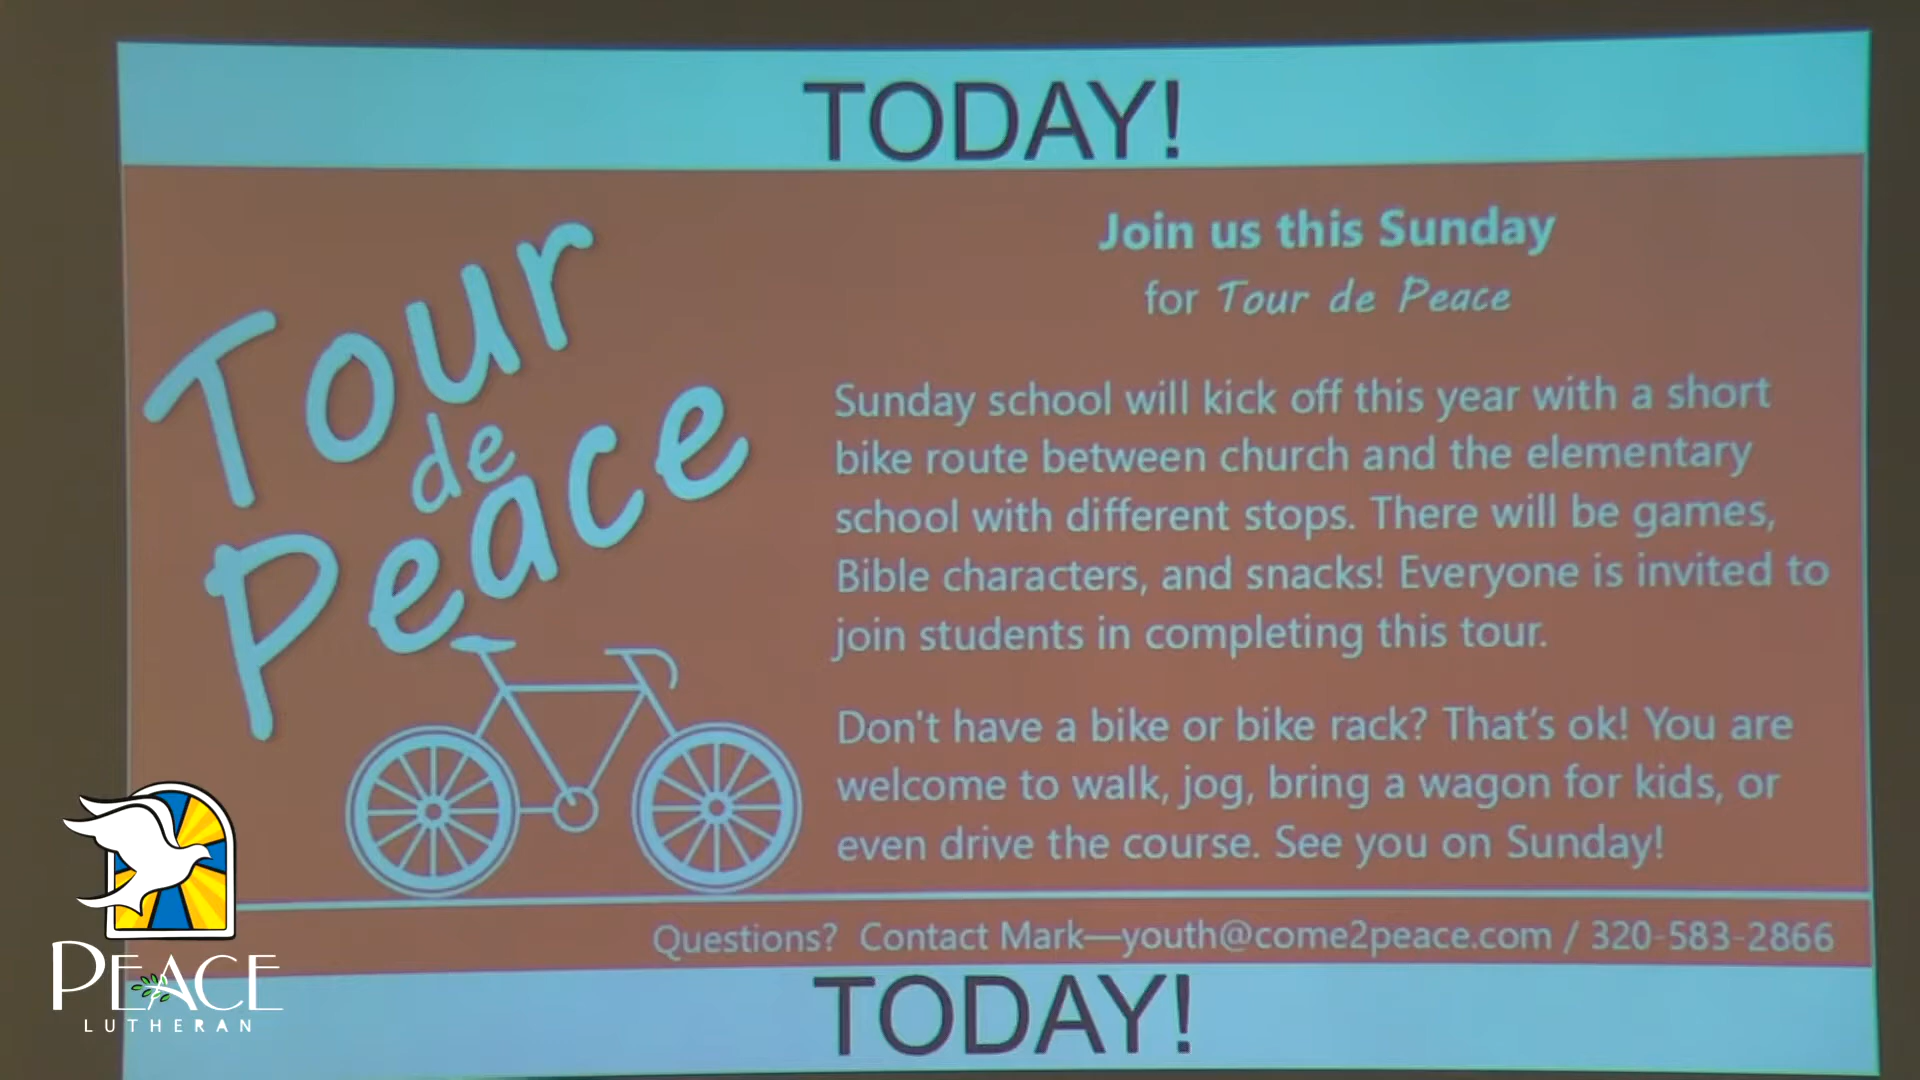 TODAY!
Tour
de
Peace
Join us this Sunday
for Tour de Peace
Sunday school will kick off this year with a short
bike route between church and the elementary
school with different stops. There will be games,
Bible characters, and snacks! Everyone is invited to
join students in completing this tour.
Don't have a bike or bike rack? That’s ok! You are
welcome to walk, jog, bring a wagon for kids, or
even drive the course. See you on Sunday!
Questions? Contact Mark—youth@come2peace.com / 320-583-2866
TODAY!
PEACE
LUTHERAN